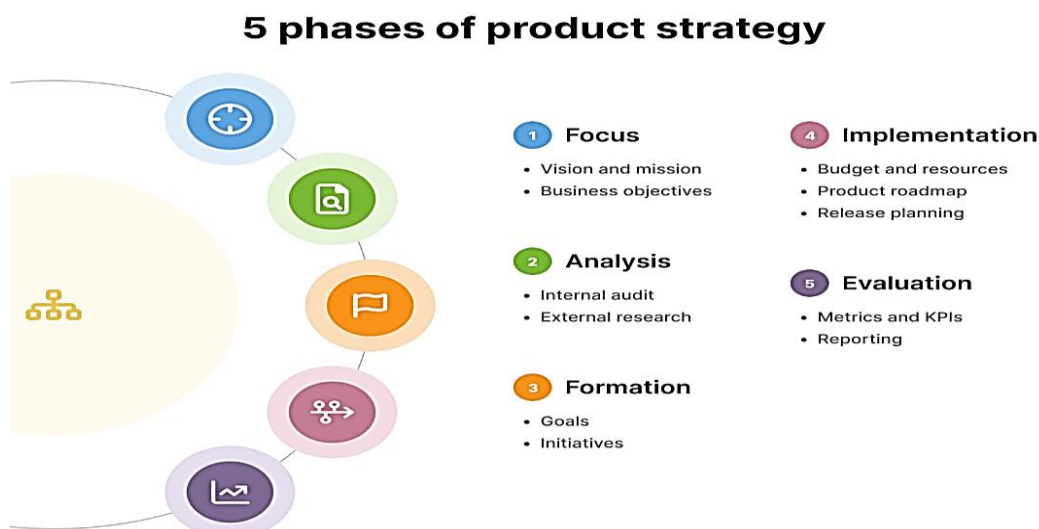 5 phases of product strategy
1 Focus
• Vision and mission
• Business objectives
2 Analysis
• Internal audit
• External research
3 Formation
• Goals
• Initiatives
4 Implementation
• Budget and resources
• Product roadmap
• Release planning
5 Evaluation
• Metrics and KPIs
• Reporting